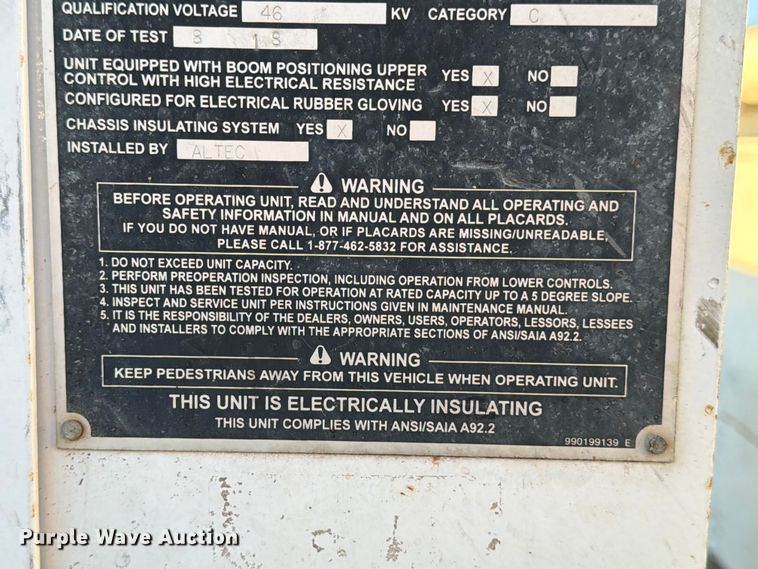 QUALIFICATION VOLTAGE 46 KV CATEGORY C
DATE OF TEST 8 18
UNIT EQUIPPED WITH BOOM POSITIONING UPPER
CONTROL WITH HIGH ELECTRICAL RESISTANCE YES X NO
CONFIGURED FOR ELECTRICAL RUBBER GLOVING YES X NO
CHASSIS INSULATING SYSTEM YES X NO
INSTALLED BY ALTEC
WARNING
BEFORE OPERATING UNIT, READ AND UNDERSTAND ALL OPERATING AND
SAFETY INFORMATION IN MANUAL AND ON ALL PLACARDS.
IF YOU DO NOT HAVE MANUAL, OR IF PLACARDS ARE MISSING/UNREADABLE,
PLEASE CALL 1-877-462-5832 FOR ASSISTANCE.
1. DO NOT EXCEED UNIT CAPACITY.
2. PERFORM PREOPERATION INSPECTION, INCLUDING OPERATION FROM LOWER CONTROLS.
3. THIS UNIT HAS BEEN TESTED FOR OPERATION AT RATED CAPACITY UP TO A 5 DEGREE SLOPE.
4. INSPECT AND SERVICE UNIT PER INSTRUCTIONS GIVEN IN MAINTENANCE MANUAL.
5. IT IS THE RESPONSIBILITY OF THE DEALERS, OWNERS, USERS, OPERATORS, LESSORS, LESSEES
AND INSTALLERS TO COMPLY WITH THE APPROPRIATE SECTIONS OF ANSI/SAIA A92.2.
WARNING
KEEP PEDESTRIANS AWAY FROM THIS VEHICLE WHEN OPERATING UNIT.
THIS UNIT IS ELECTRICALLY INSULATING
THIS UNIT COMPLIES WITH ANSI/SAIA A92.2
990199139 E
Purple Wave Auction